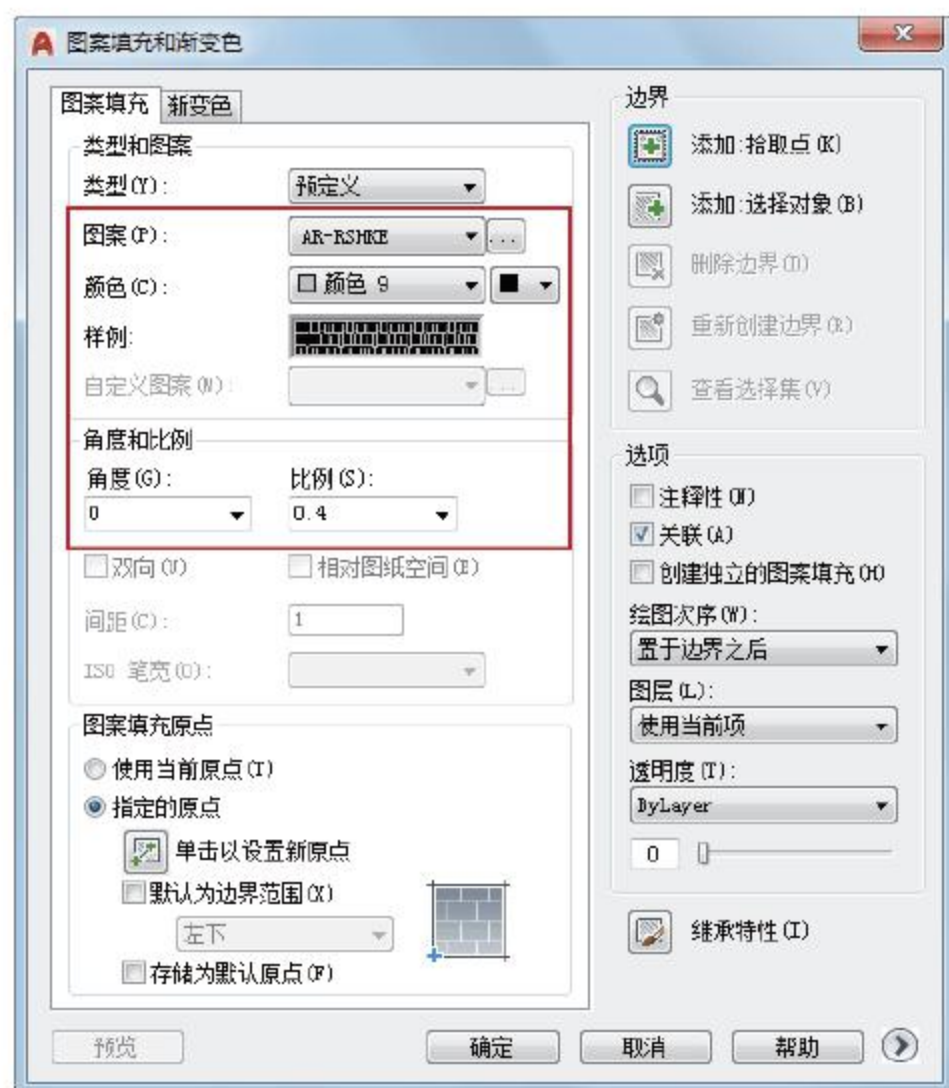 图案填充和渐变色
图案填充
渐变色
类型和图案
类型(Y):
预定义
图案(P):
AR-RSHKE
...
颜色(C):
颜色 9
样例:
自定义图案(N):
...
角度和比例
角度(G):
比例(S):
0
0.4
双向(U)
相对图纸空间(E)
间距(C):
1
ISO 笔宽(O):
图案填充原点
使用当前原点(T)
指定的原点
单击以设置新原点
默认为边界范围(X)
左下
存储为默认原点(F)
边界
添加:拾取点(K)
添加:选择对象(B)
删除边界(D)
重新创建边界(R)
查看选择集(V)
选项
注释性(N)
关联(A)
创建独立的图案填充(H)
绘图次序(W):
置于边界之后
图层(L):
使用当前项
透明度(T):
ByLayer
0
继承特性(I)
预览
确定
取消
帮助